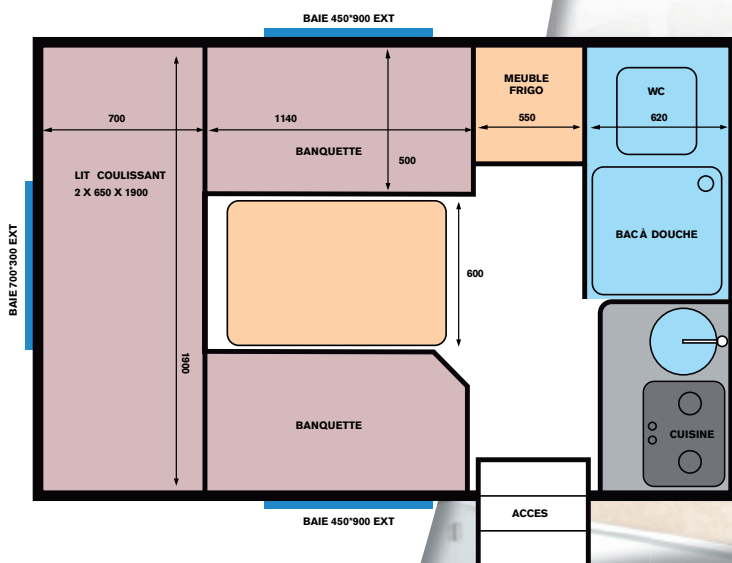 BAIE 450*900 EXT
MEUBLE
FRIGO
WC
700
1140
550
620
BANQUETTE
500
LIT COULISSANT
2 X 650 X 1900
BAC À DOUCHE
BAIE 700*300 EXT
600
1900
BANQUETTE
CUISINE
ACCES
BAIE 450*900 EXT